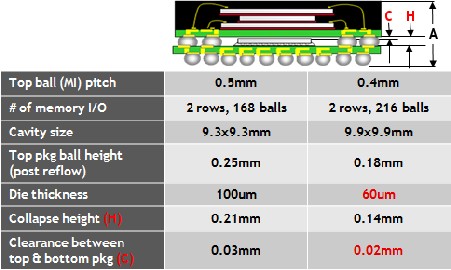 C H A
Top ball (MI) pitch 0.5mm 0.4mm
# of memory I/O 2 rows, 168 balls 2 rows, 216 balls
Cavity size 9.3x9.3mm 9.9x9.9mm
Top pkg ball height
(post reflow) 0.25mm 0.18mm
Die thickness 100um 60um
Collapse height (H) 0.21mm 0.14mm
Clearance between
top & bottom pkg (C) 0.03mm 0.02mm